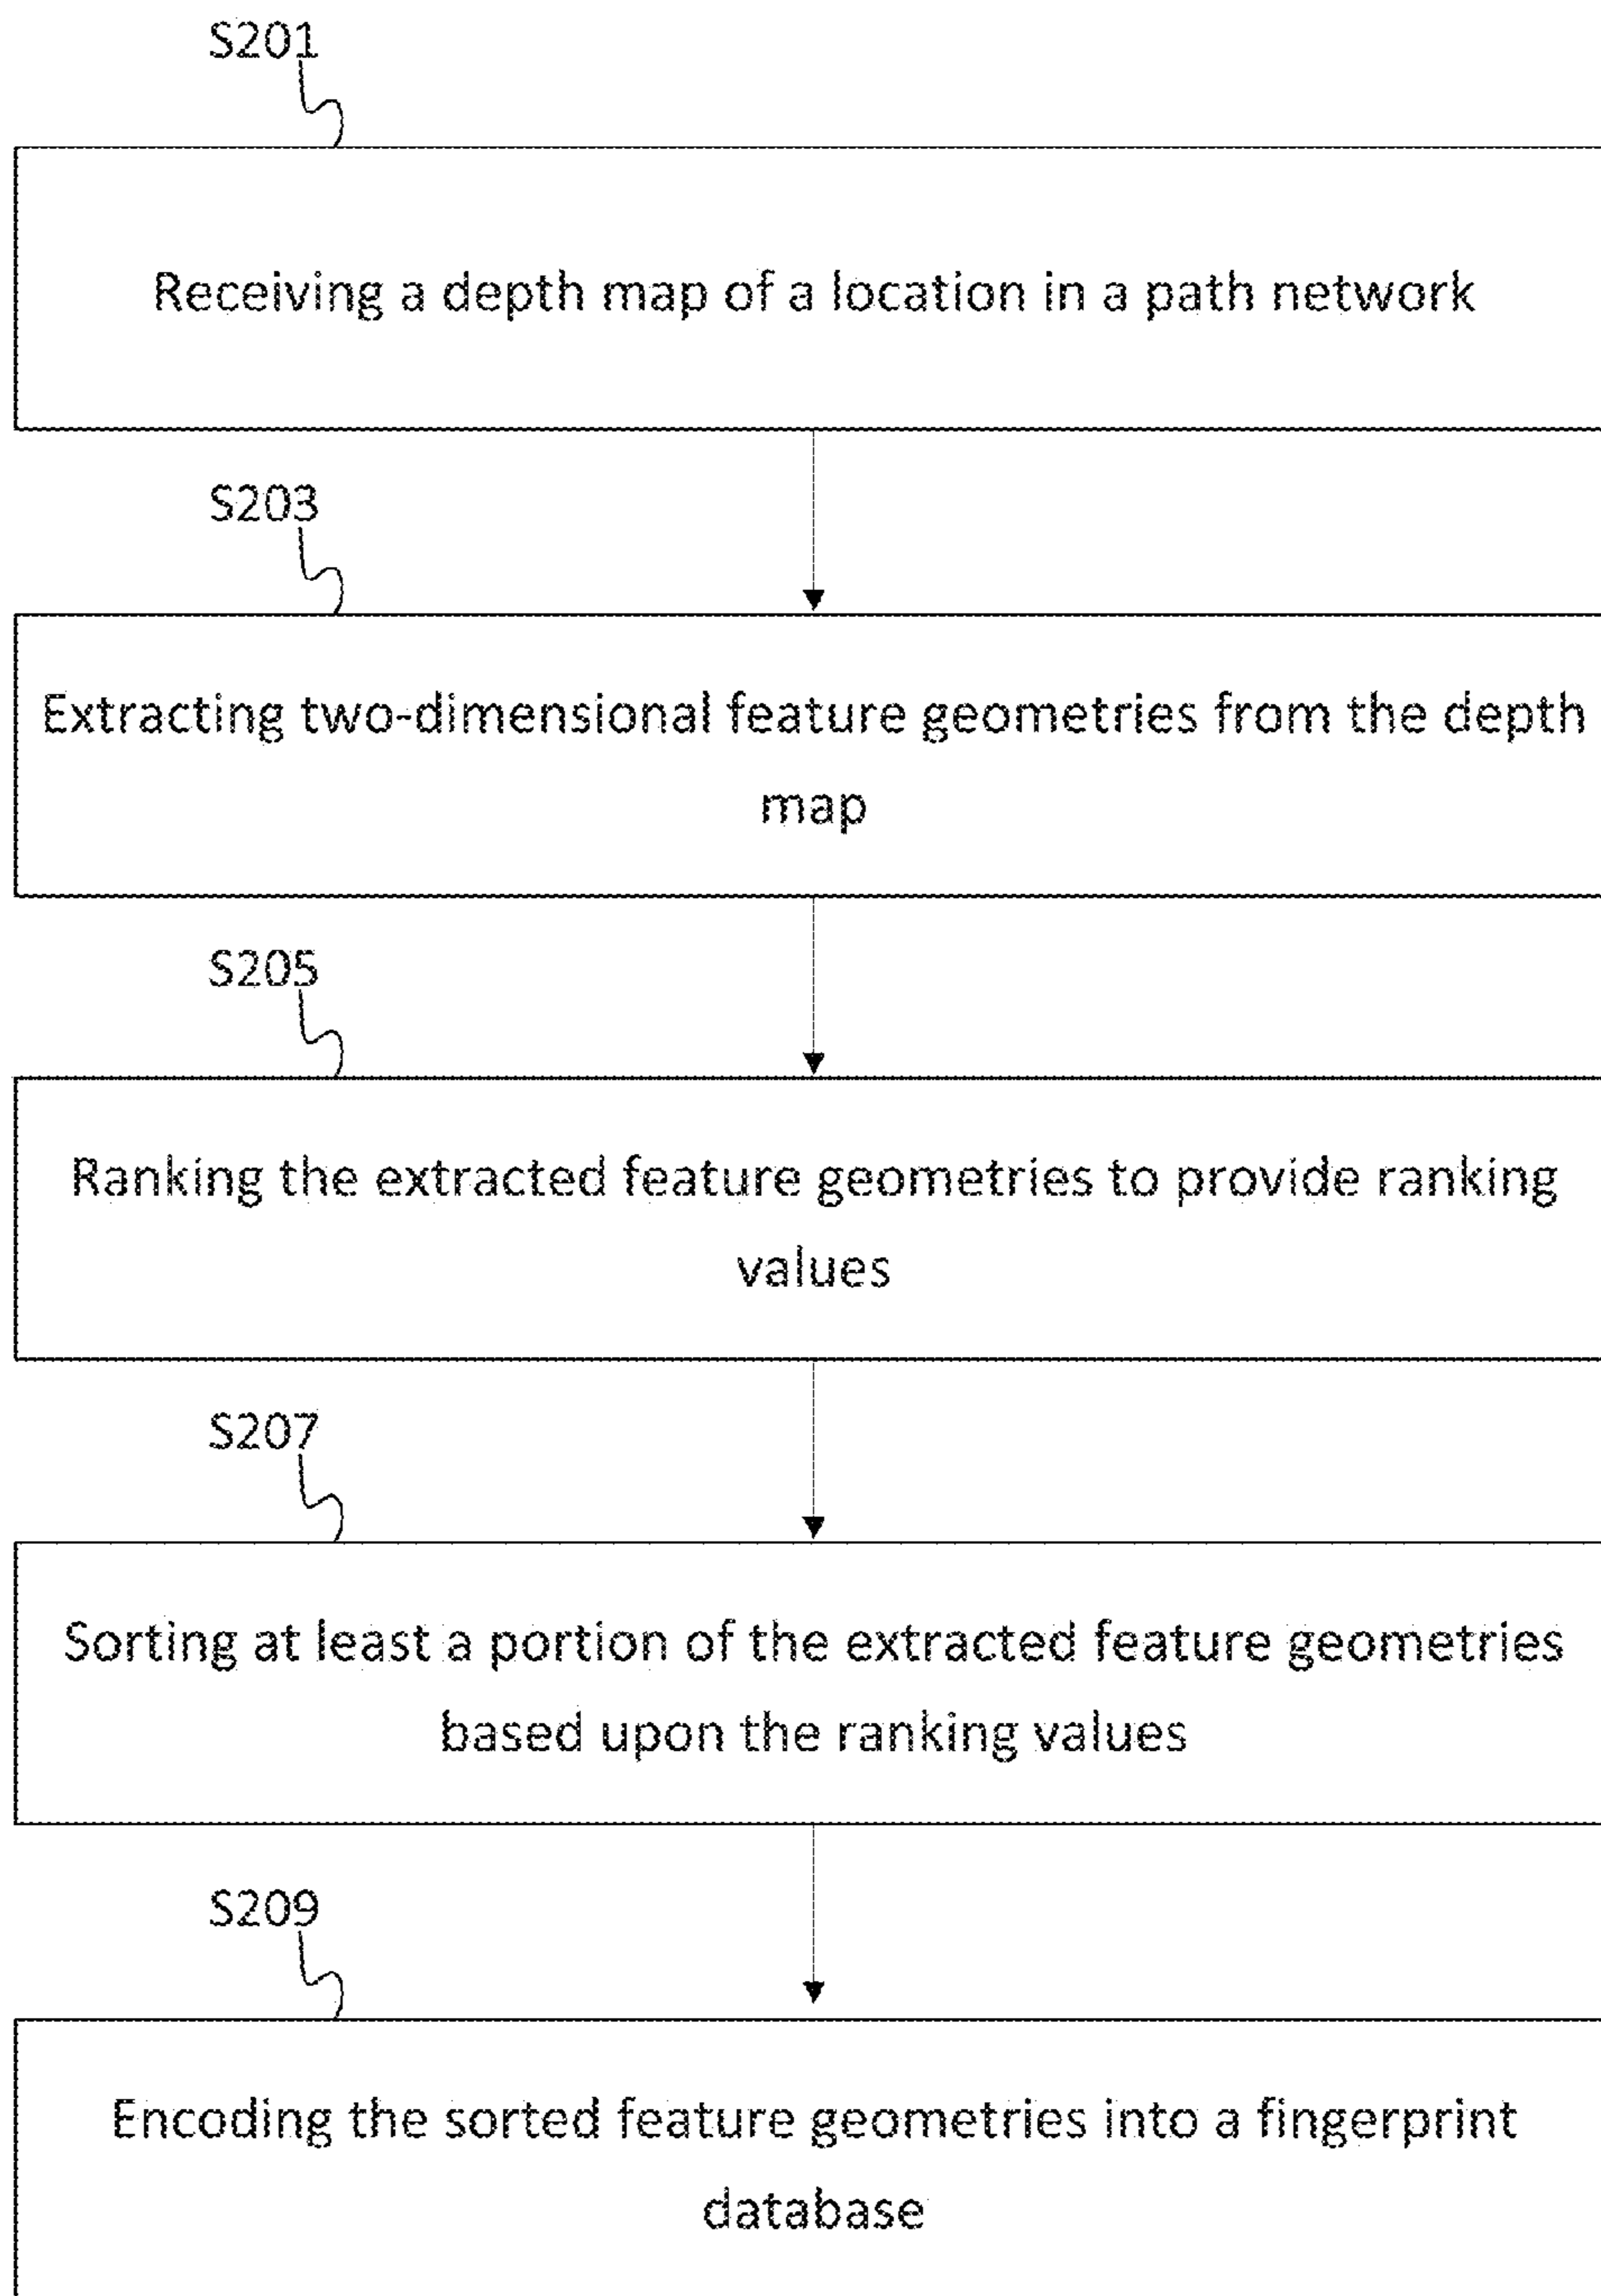 S201
Receiving a depth map of a location in a path network
S203
Extracting two-dimensional feature geometries from the depth
map
S205
Ranking the extracted feature geometries to provide ranking
values
S207
Sorting at least a portion of the extracted feature geometries
based upon the ranking values
S209
Encoding the sorted feature geometries into a fingerprint
database